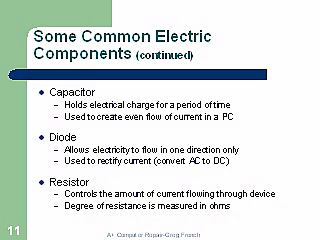 Some Common Electric
Components (continued)
Capacitor
– Holds electrical charge for a period of time
– Used to create even flow of current in a PC
Diode
– Allows electricity to flow in one direction only
– Used to rectify current (convert AC to DC)
Resistor
– Controls the amount of current flowing through device
– Degree of resistance is measured in ohms
11
A+ Computer Repair-Greg French